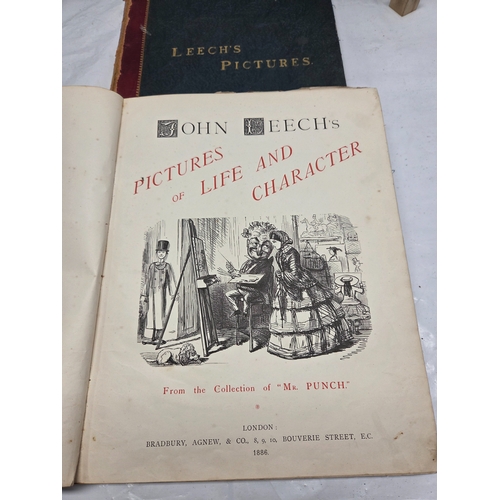 LEECH'S
PICTURES.
JOHN LEECH'S
PICTURES
OF LIFE AND
CHARACTER
From the Collection of "MR. PUNCH."
LONDON:
BRADBURY, AGNEW, & CO., 8, 9, 10, BOUVERIE STREET, E.C.
1886.